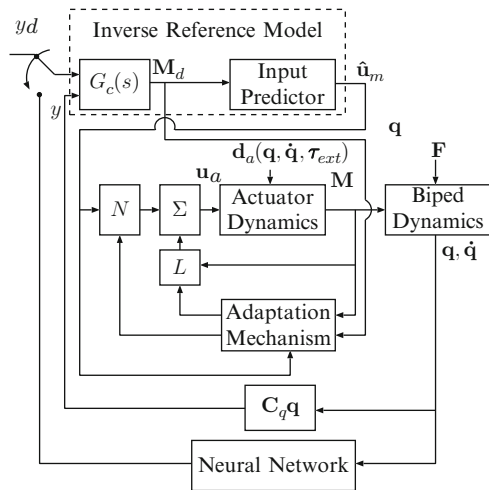 y_d
Inverse Reference Model
G_c(s)
M_d
Input
Predictor
û_m
y
q
d_a(q, q̇, τ_ext)
F
u_a
M
N
Σ
Actuator
Dynamics
Biped
Dynamics
q, q̇
L
Adaptation
Mechanism
C_q q
Neural Network